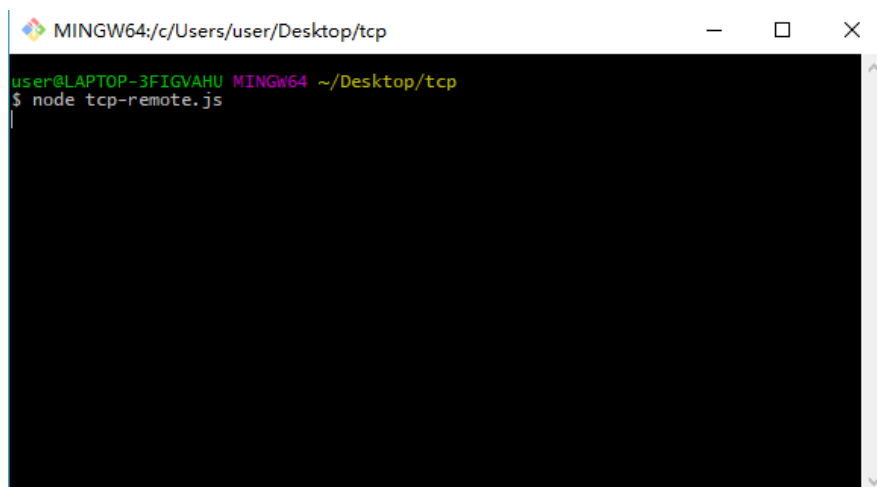 MINGW64:/c/Users/user/Desktop/tcp
user@LAPTOP-3FIGVAHU MINGW64 ~/Desktop/tcp
$ node tcp-remote.js